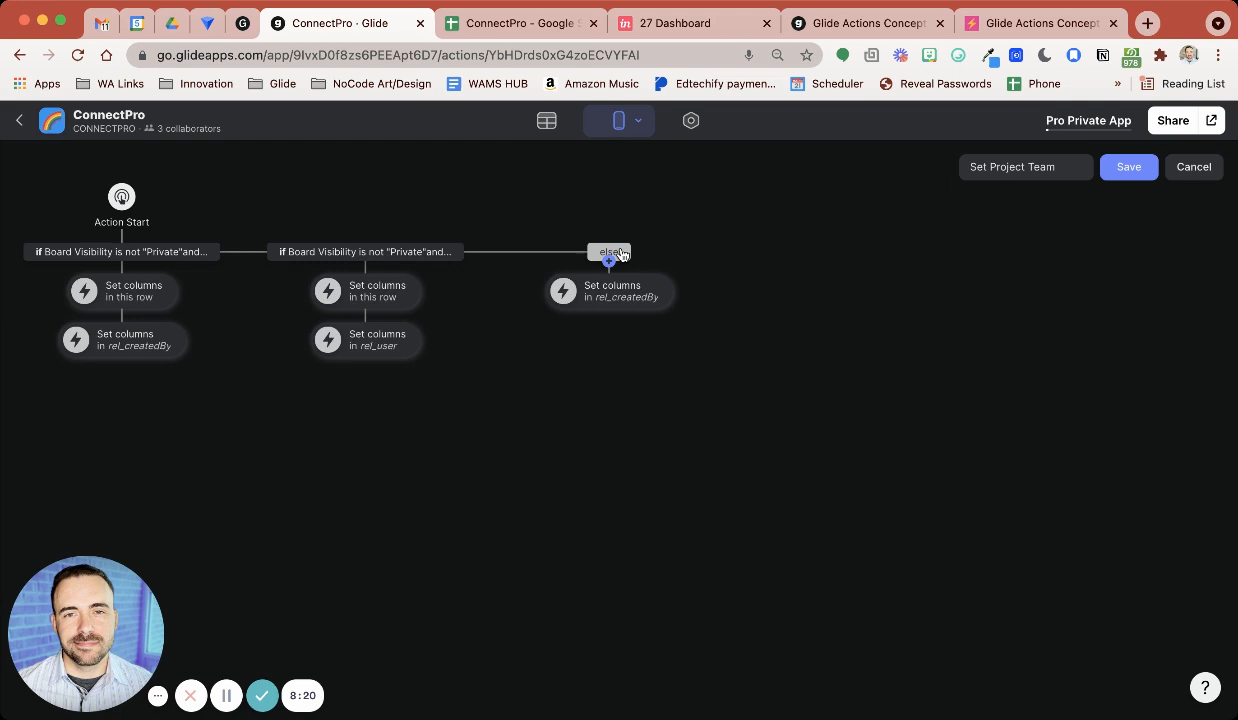 ConnectPro · Glide
ConnectPro - Google S
27 Dashboard
Glide Actions Concept
Glide Actions Concept
go.glideapps.com/app/9IvxD0f8zs6PEEApt6D7/actions/YbHDrds0xG4zoECVYFAI
978
Apps
WA Links
Innovation
Glide
NoCode Art/Design
WAMS HUB
Amazon Music
Edtechify paymen...
Scheduler
Reveal Passwords
Phone
»
Reading List
ConnectPro
CONNECTPRO · 3 collaborators
Pro Private App
Share
Set Project Team
Save
Cancel
Action Start
if Board Visibility is not "Private"and...
if Board Visibility is not "Private"and...
else
Set columns
in this row
Set columns
in this row
Set columns
in rel_createdBy
Set columns
in rel_createdBy
Set columns
in rel_user
8:20
?